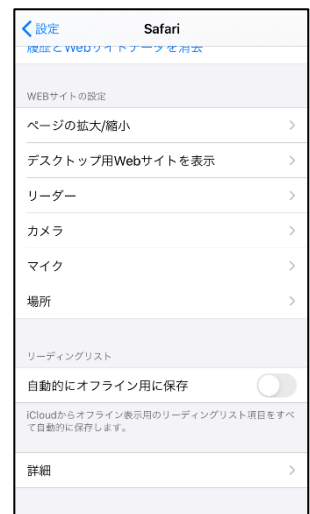 設定
Safari
履歴とWebサイトデータを消去
WEBサイトの設定
ページの拡大/縮小
デスクトップ用Webサイトを表示
リーダー
カメラ
マイク
場所
リーディングリスト
自動的にオフライン用に保存
iCloudからオフライン表示用のリーディングリスト項目をすべ
て自動的に保存します。
詳細